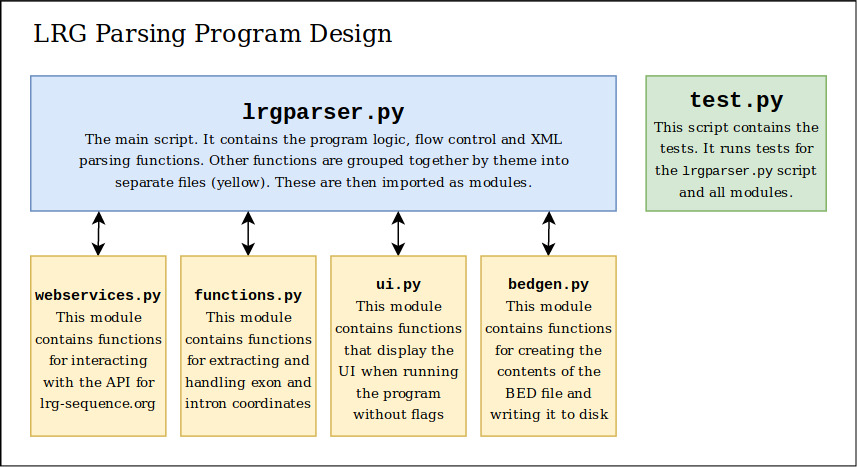 LRG Parsing Program Design
lrgparser.py
The main script. It contains the program logic, flow control and XML
parsing functions. Other functions are grouped together by theme into
separate files (yellow). These are then imported as modules.
test.py
This script contains the
tests. It runs tests for
the lrgparser.py script
and all modules.
webservices.py
This module
contains functions
for interacting
with the API for
lrg-sequence.org
functions.py
This module
contains functions
for extracting and
handling exon and
intron coordinates
ui.py
This module
contains functions
that display the
UI when running
the program
without flags
bedgen.py
This module
contains functions
for creating the
contents of the
BED file and
writing it to disk